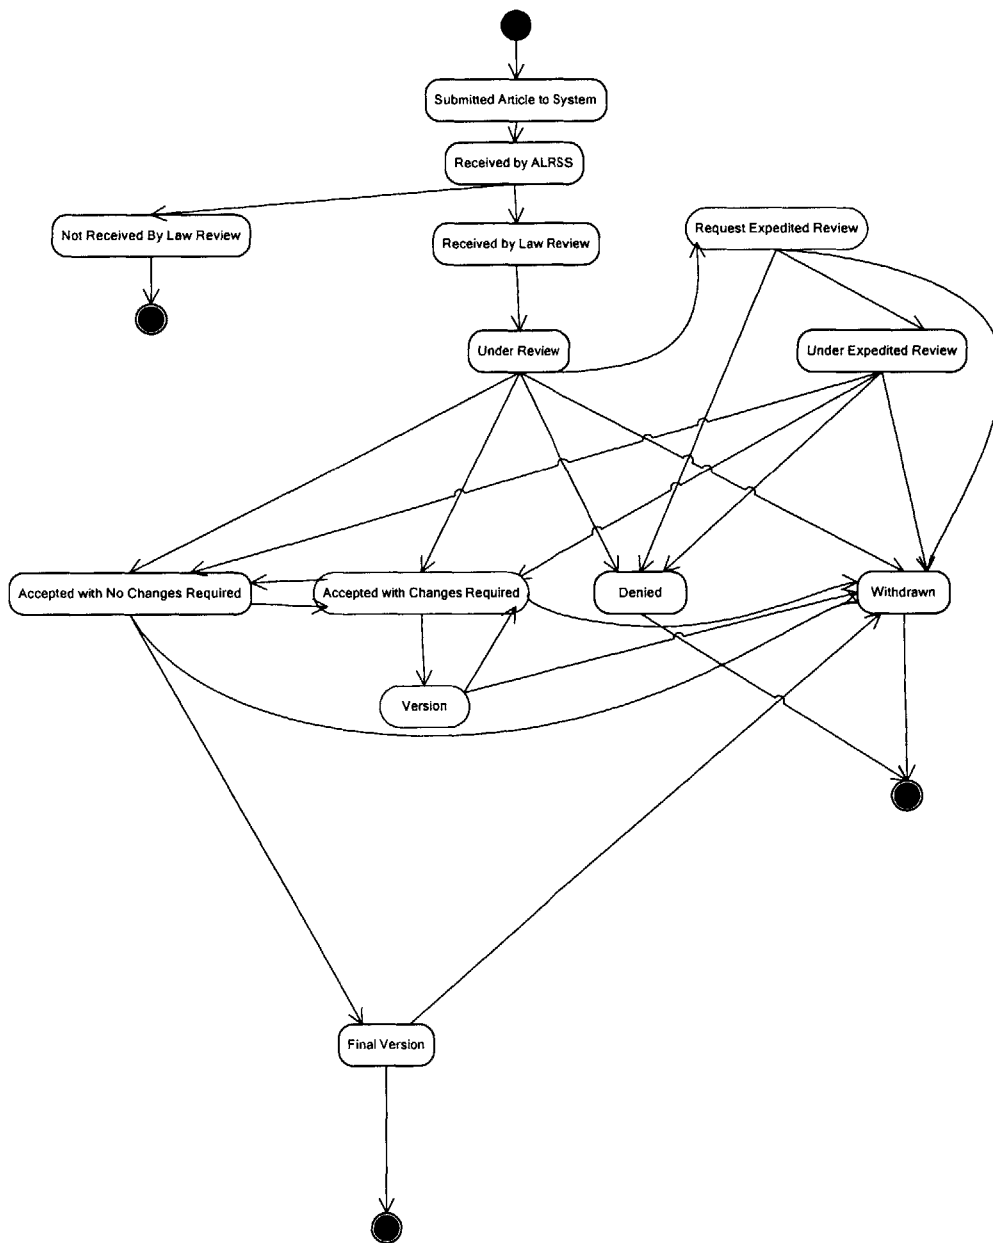 Submitted Article to System
Received by ALRSS
Not Received By Law Review
Received by Law Review
Request Expedited Review
Under Review
Under Expedited Review
Accepted with No Changes Required
Accepted with Changes Required
Denied
Withdrawn
Version
Final Version